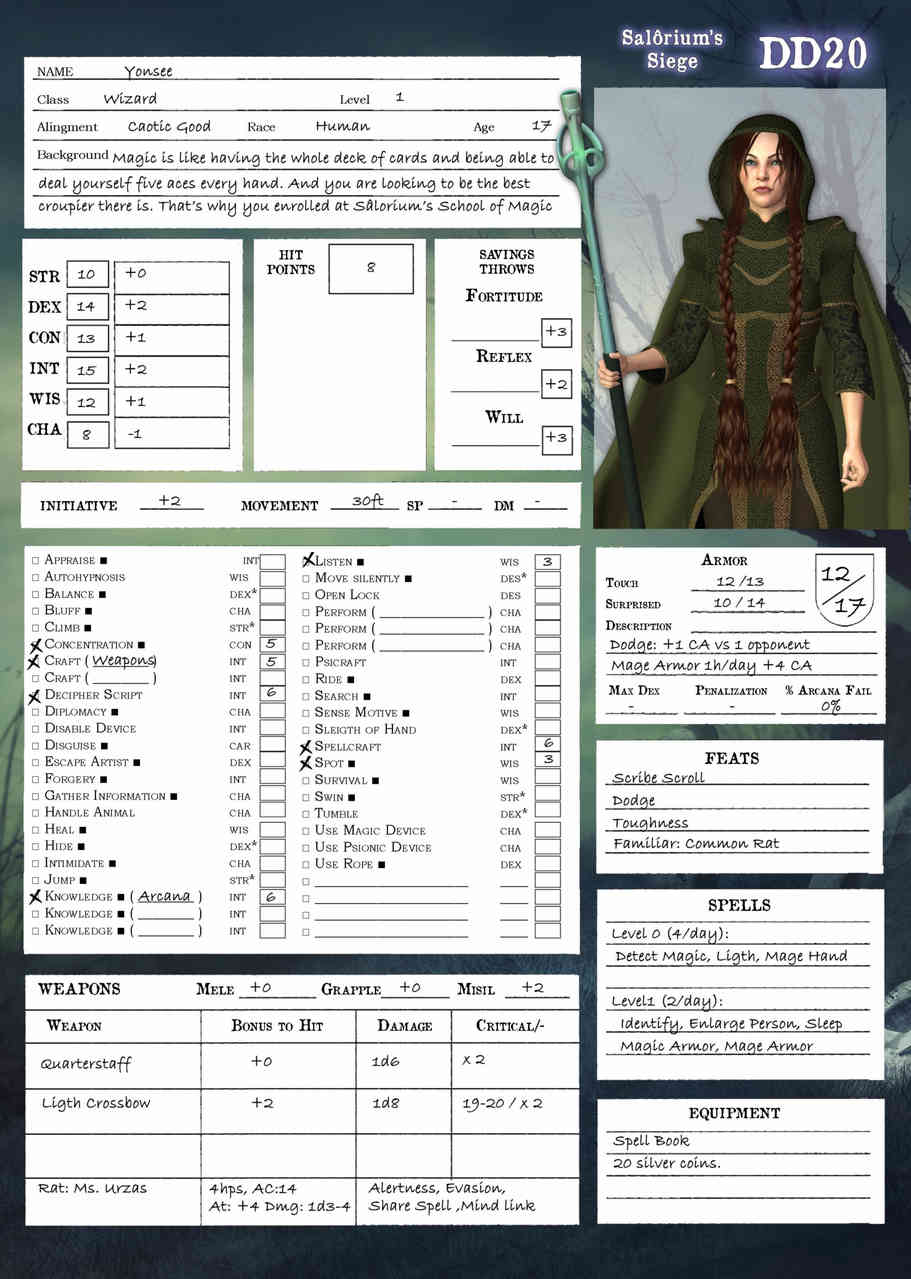 Salôrium's
Siege
DD20
NAME Yonsee
Class Wizard Level 1
Alingment Caotic Good Race Human Age 17
Background Magic is like having the whole deck of cards and being able to
deal yourself five aces every hand. And you are looking to be the best
croupier there is. That's why you enrolled at Sâlorium's School of Magic
STR 10 +0
DEX 14 +2
CON 13 +1
INT 15 +2
WIS 12 +1
CHA 8 -1
HIT
POINTS
8
SAVINGS
THROWS
FORTITUDE
+3
REFLEX
+2
WILL
+3
INITIATIVE +2 MOVEMENT 30ft SP - DM -
APPRAISE INT
AUTOHYPNOSIS WIS
BALANCE DEX*
BLUFF CHA
CLIMB STR*
CONCENTRATION CON 5
CRAFT (Weapons) INT 5
CRAFT ( ) INT
DECIPHER SCRIPT INT 6
DIPLOMACY CHA
DISABLE DEVICE INT
DISGUISE CAR
ESCAPE ARTIST DEX
FORGERY INT
GATHER INFORMATION CHA
HANDLE ANIMAL CHA
HEAL WIS
HIDE DEX*
INTIMIDATE CHA
JUMP STR*
KNOWLEDGE (Arcana) INT 6
KNOWLEDGE ( ) INT
KNOWLEDGE ( ) INT
LISTEN WIS 3
MOVE SILENTLY DES*
OPEN LOCK DES
PERFORM ( ) CHA
PERFORM ( ) CHA
PERFORM ( ) CHA
PSICRAFT INT
RIDE DEX
SEARCH INT
SENSE MOTIVE WIS
SLEIGTH OF HAND DEX*
SPELLCRAFT INT 6
SPOT WIS 3
SURVIVAL WIS
SWIN STR*
TUMBLE DEX*
USE MAGIC DEVICE CHA
USE PSIONIC DEVICE CHA
USE ROPE DEX
ARMOR
TOUCH 12 /13
SURPRISED 10 / 14
12/17
DESCRIPTION
Dodge: +1 CA vs 1 opponent
Mage Armor 1h/day +4 CA
MAX DEX PENALIZATION % ARCANA FAIL
- - 0%
FEATS
Scribe Scroll
Dodge
Toughness
Familiar: Common Rat
SPELLS
Level 0 (4/day):
Detect Magic, Ligth, Mage Hand
Level1 (2/day):
Identify, Enlarge Person, Sleep
Magic Armor, Mage Armor
EQUIPMENT
Spell Book
20 silver coins.
WEAPONS MELE +0 GRAPPLE +0 MISIL +2
WEAPON BONUS TO HIT DAMAGE CRITICAL/-
Quarterstaff +0 1d6 x 2
Ligth Crossbow +2 1d8 19-20 / x 2
Rat: Ms. Urzas 4hps, AC:14 Alertness, Evasion,
At: +4 Dmg: 1d3-4 Share Spell ,Mind link